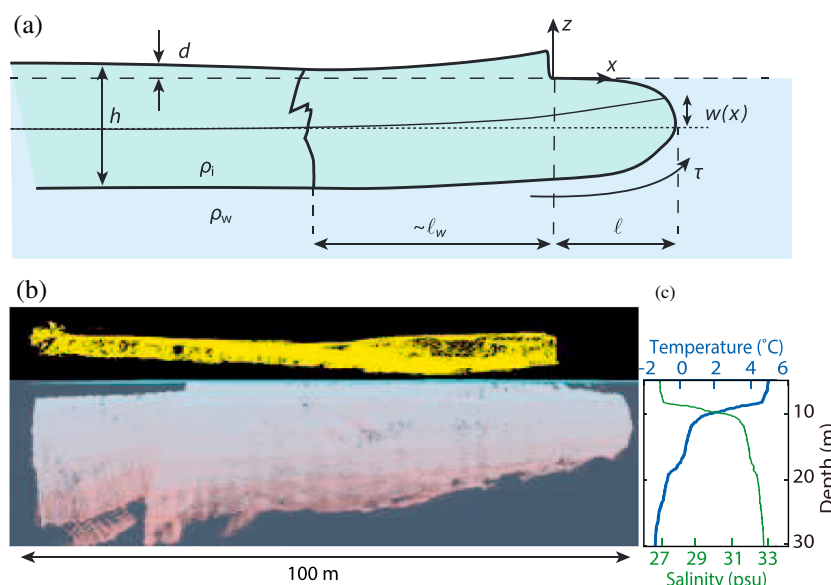 (a)
z
d
x
h
w(x)
ρi
τ
ρw
~ℓw
ℓ
(b)
(c)
Temperature (˚C)
-2 0 2 4 6
10
20
30
Depth (m)
27 29 31 33
Salinity (psu)
100 m